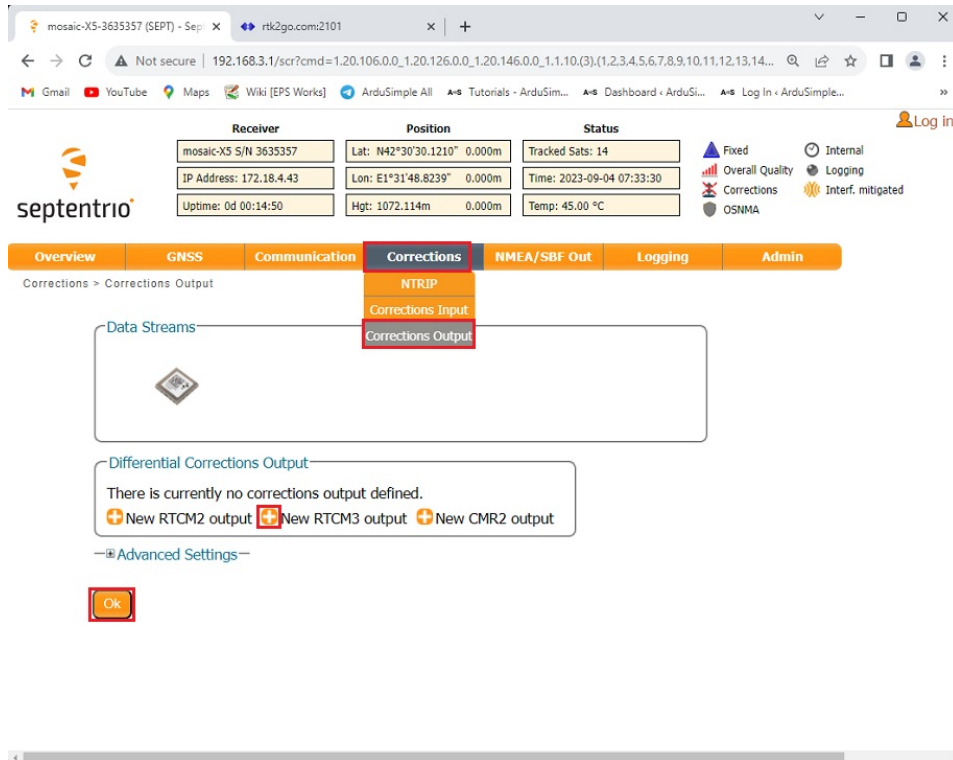 mosaic-X5-3635357 (SEPT) - Sep
rtk2go.com:2101
Not secure | 192.168.3.1/scr?cmd=1.20.106.0.0_1.20.126.0.0_1.20.146.0.0_1.1.10.(3).(1,2,3,4,5,6,7,8,9,10,11,12,13,14...
Gmail YouTube Maps Wiki [EPS Works] ArduSimple All Tutorials - ArduSim... Dashboard ‹ ArduSi... Log In ‹ ArduSimple... »
Log in
Receiver Position Status
mosaic-X5 S/N 3635357 Lat: N42°30'30.1210" 0.000m Tracked Sats: 14 Fixed Internal
IP Address: 172.18.4.43 Lon: E1°31'48.8239" 0.000m Time: 2023-09-04 07:33:30 Overall Quality Logging
Corrections Interf. mitigated
septentrio Uptime: 0d 00:14:50 Hgt: 1072.114m 0.000m Temp: 45.00 °C OSNMA
Overview GNSS Communication Corrections NMEA/SBF Out Logging Admin
Corrections > Corrections Output
NTRIP
Corrections Input
Corrections Output
Data Streams
Differential Corrections Output
There is currently no corrections output defined.
New RTCM2 output New RTCM3 output New CMR2 output
Advanced Settings
Ok